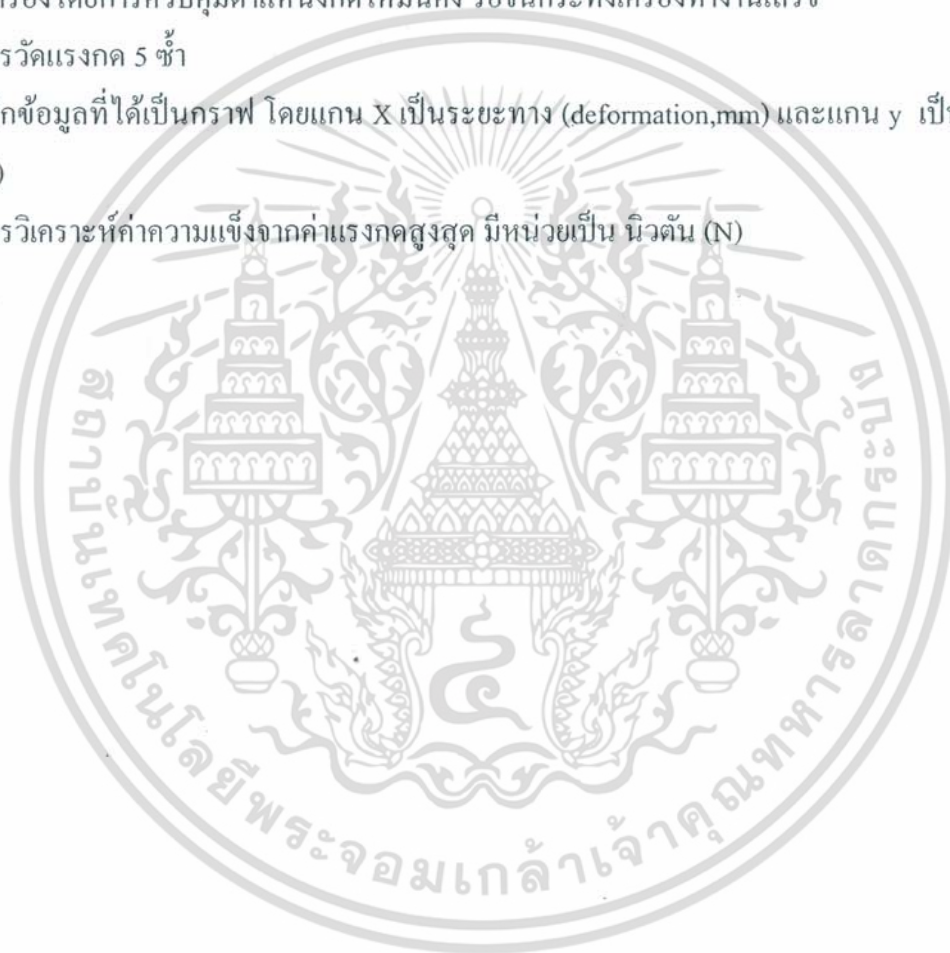 รวัดแรงกด 5 ซ้ำ
กข้อมูลที่ได้เป็นกราฟ โดยแกน X เป็นระยะทาง (deformation,mm) และแกน y เป็น
)
รวิเคราะห์ค่าความแข็งจากค่าแรงกดสูงสุด มีหน่วยเป็น นิวตัน (N)
สถาบันเทคโนโลยีพระจอมเกล้าเจ้าคุณทหารลาดกระบัง